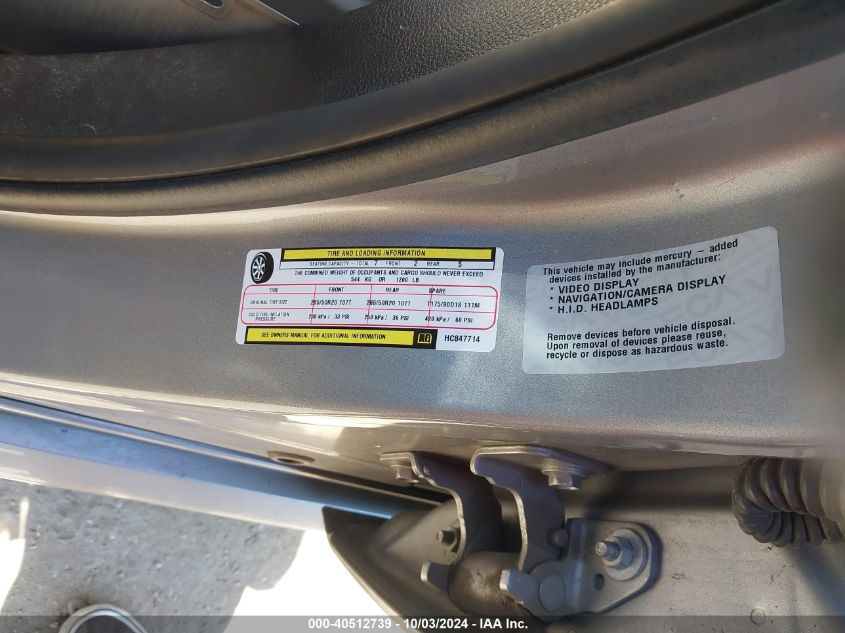 TIRE AND LOADING INFORMATION
SEATING CAPACITY - TOTAL 7 FRONT 2 REAR 5
THE COMBINED WEIGHT OF OCCUPANTS AND CARGO SHOULD NEVER EXCEED
544 KG OR 1200 LB
TIRE FRONT REAR SPARE
ORIGINAL TIRE SIZE 265/50R20 107T 265/50R20 107T T175/90D18 111M
COLD TIRE INFLATION PRESSURE 230 kPa / 33 PSI 250 kPa / 36 PSI 420 kPa / 60 PSI
SEE OWNERS MANUAL FOR ADDITIONAL INFORMATION
HC847714
This vehicle may include mercury – added
devices installed by the manufacturer:
* VIDEO DISPLAY
* NAVIGATION/CAMERA DISPLAY
* H.I.D. HEADLAMPS
Remove devices before vehicle disposal.
Upon removal of devices please reuse,
recycle or dispose as hazardous waste.
000-40512739 - 10/03/2024 - IAA Inc.